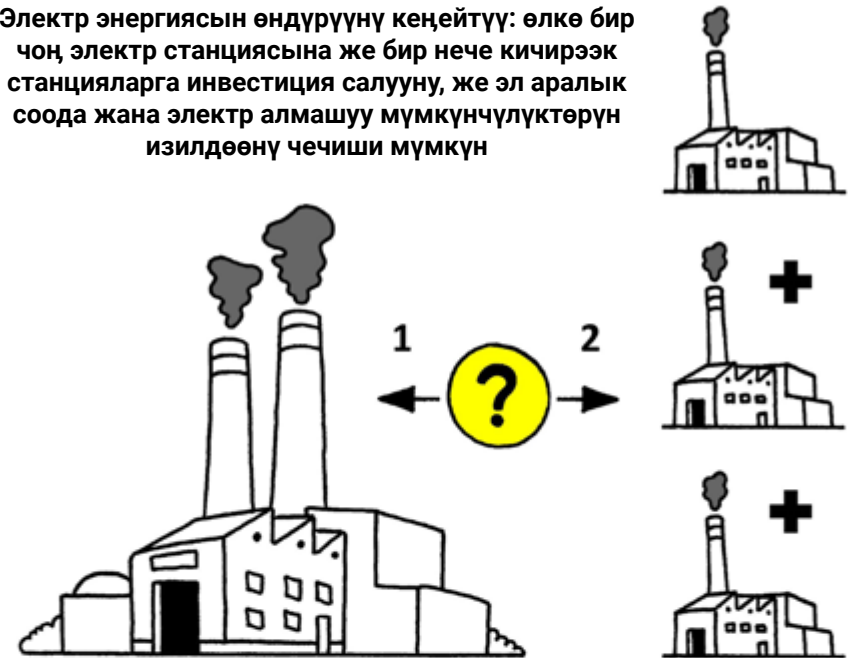 Электр энергиясын өндүрүүнү кеңейтүү: өлкө бир
чоң электр станциясына же бир нече кичирээк
станцияларга инвестиция салууну, же эл аралык
соода жана электр алмашуу мүмкүнчүлүктөрүн
изилдөөнү чечиши мүмкүн
1
?
2
+
+